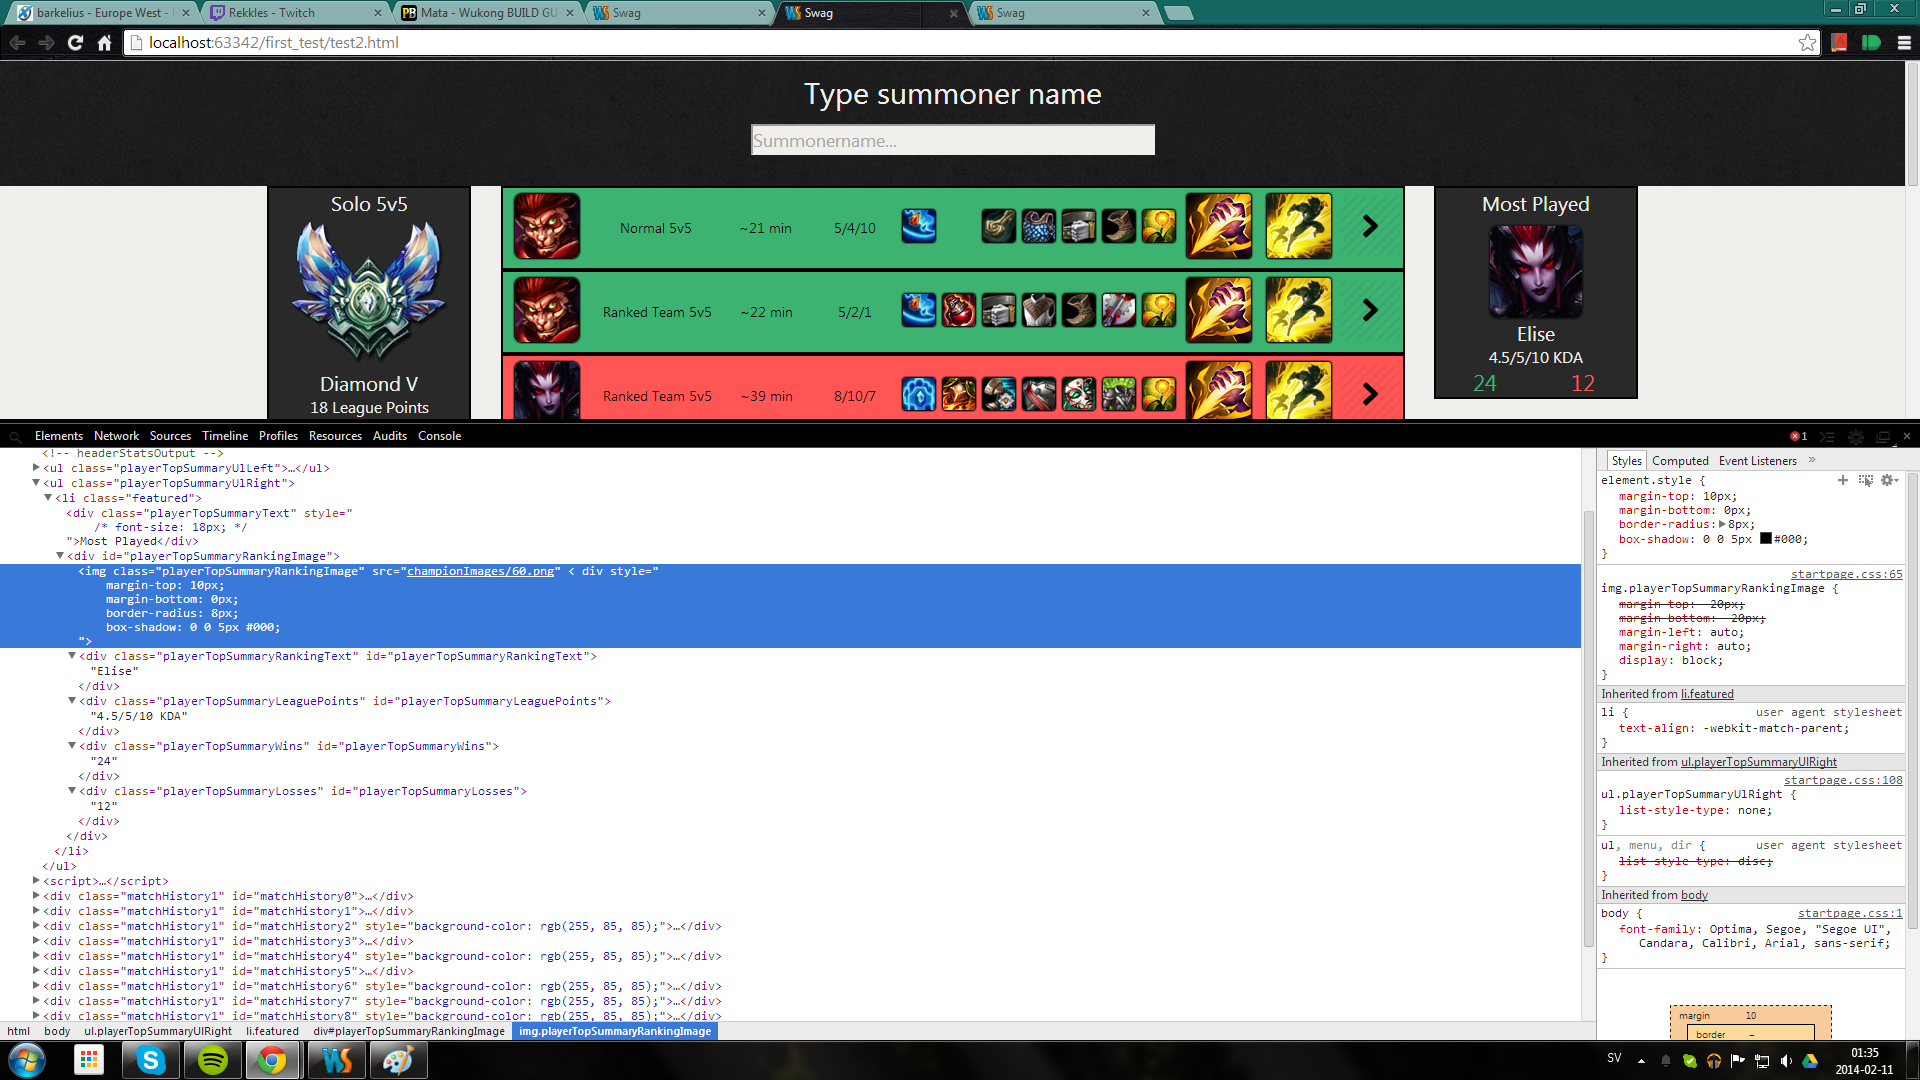 barkelius - Europe West -
Rekkles - Twitch
Mata - Wukong BUILD GU
Swag
Swag
Swag
localhost:63342/first_test/test2.html
Type summoner name
Summonername...
Solo 5v5
Diamond V
18 League Points
Normal 5v5 ~21 min 5/4/10
Ranked Team 5v5 ~22 min 5/2/1
Ranked Team 5v5 ~39 min 8/10/7
Most Played
Elise
4.5/5/10 KDA
24 12
Elements Network Sources Timeline Profiles Resources Audits Console
1
<!-- headerStatsOutput -->
▶<ul class="playerTopSummaryUlLeft">…</ul>
▼<ul class="playerTopSummaryUlRight">
▼<li class="featured">
<div class="playerTopSummaryText" style="
/* font-size: 18px; */
">Most Played</div>
▼<div id="playerTopSummaryRankingImage">
<img class="playerTopSummaryRankingImage" src="championImages/60.png" < div style="
margin-top: 10px;
margin-bottom: 0px;
border-radius: 8px;
box-shadow: 0 0 5px #000;
">
▼<div class="playerTopSummaryRankingText" id="playerTopSummaryRankingText">
"Elise"
</div>
▼<div class="playerTopSummaryLeaguePoints" id="playerTopSummaryLeaguePoints">
"4.5/5/10 KDA"
</div>
▼<div class="playerTopSummaryWins" id="playerTopSummaryWins">
"24"
</div>
▼<div class="playerTopSummaryLosses" id="playerTopSummaryLosses">
"12"
</div>
</div>
</li>
</ul>
▶<script>…</script>
▶<div class="matchHistory1" id="matchHistory0">…</div>
▶<div class="matchHistory1" id="matchHistory1">…</div>
▶<div class="matchHistory1" id="matchHistory2" style="background-color: rgb(255, 85, 85);">…</div>
▶<div class="matchHistory1" id="matchHistory3">…</div>
▶<div class="matchHistory1" id="matchHistory4" style="background-color: rgb(255, 85, 85);">…</div>
▶<div class="matchHistory1" id="matchHistory5">…</div>
▶<div class="matchHistory1" id="matchHistory6" style="background-color: rgb(255, 85, 85);">…</div>
▶<div class="matchHistory1" id="matchHistory7" style="background-color: rgb(255, 85, 85);">…</div>
▶<div class="matchHistory1" id="matchHistory8" style="background-color: rgb(255, 85, 85);">…</div>
html body ul.playerTopSummaryUlRight li.featured div#playerTopSummaryRankingImage img.playerTopSummaryRankingImage
Styles Computed Event Listeners »
element.style {
margin-top: 10px;
margin-bottom: 0px;
border-radius:▶8px;
box-shadow: 0 0 5px #000;
}
startpage.css:65
img.playerTopSummaryRankingImage {
margin-top: -20px;
margin-bottom: -20px;
margin-left: auto;
margin-right: auto;
display: block;
}
Inherited from li.featured
li { user agent stylesheet
text-align: -webkit-match-parent;
}
Inherited from ul.playerTopSummaryUlRight
startpage.css:108
ul.playerTopSummaryUlRight {
list-style-type: none;
}
ul, menu, dir { user agent stylesheet
list-style-type: disc;
}
Inherited from body
body { startpage.css:1
font-family: Optima, Segoe, "Segoe UI",
Candara, Calibri, Arial, sans-serif;
}
margin 10
border –
SV
01:35
2014-02-11